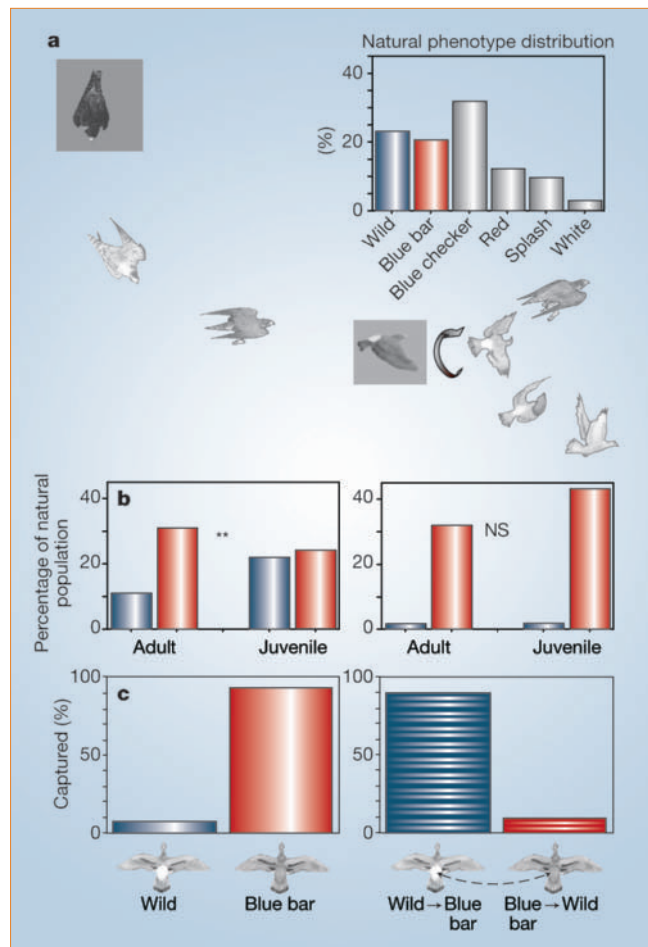 a
Natural phenotype distribution
40
20
0
(%)
Wild
Blue bar
Blue checker
Red
Splash
White
b
Percentage of natural
population
40
20
0
**
Adult
Juvenile
40
20
0
NS
Adult
Juvenile
c
Captured (%)
100
50
0
Wild
Blue bar
100
50
0
Wild→Blue
bar
Blue→Wild
bar